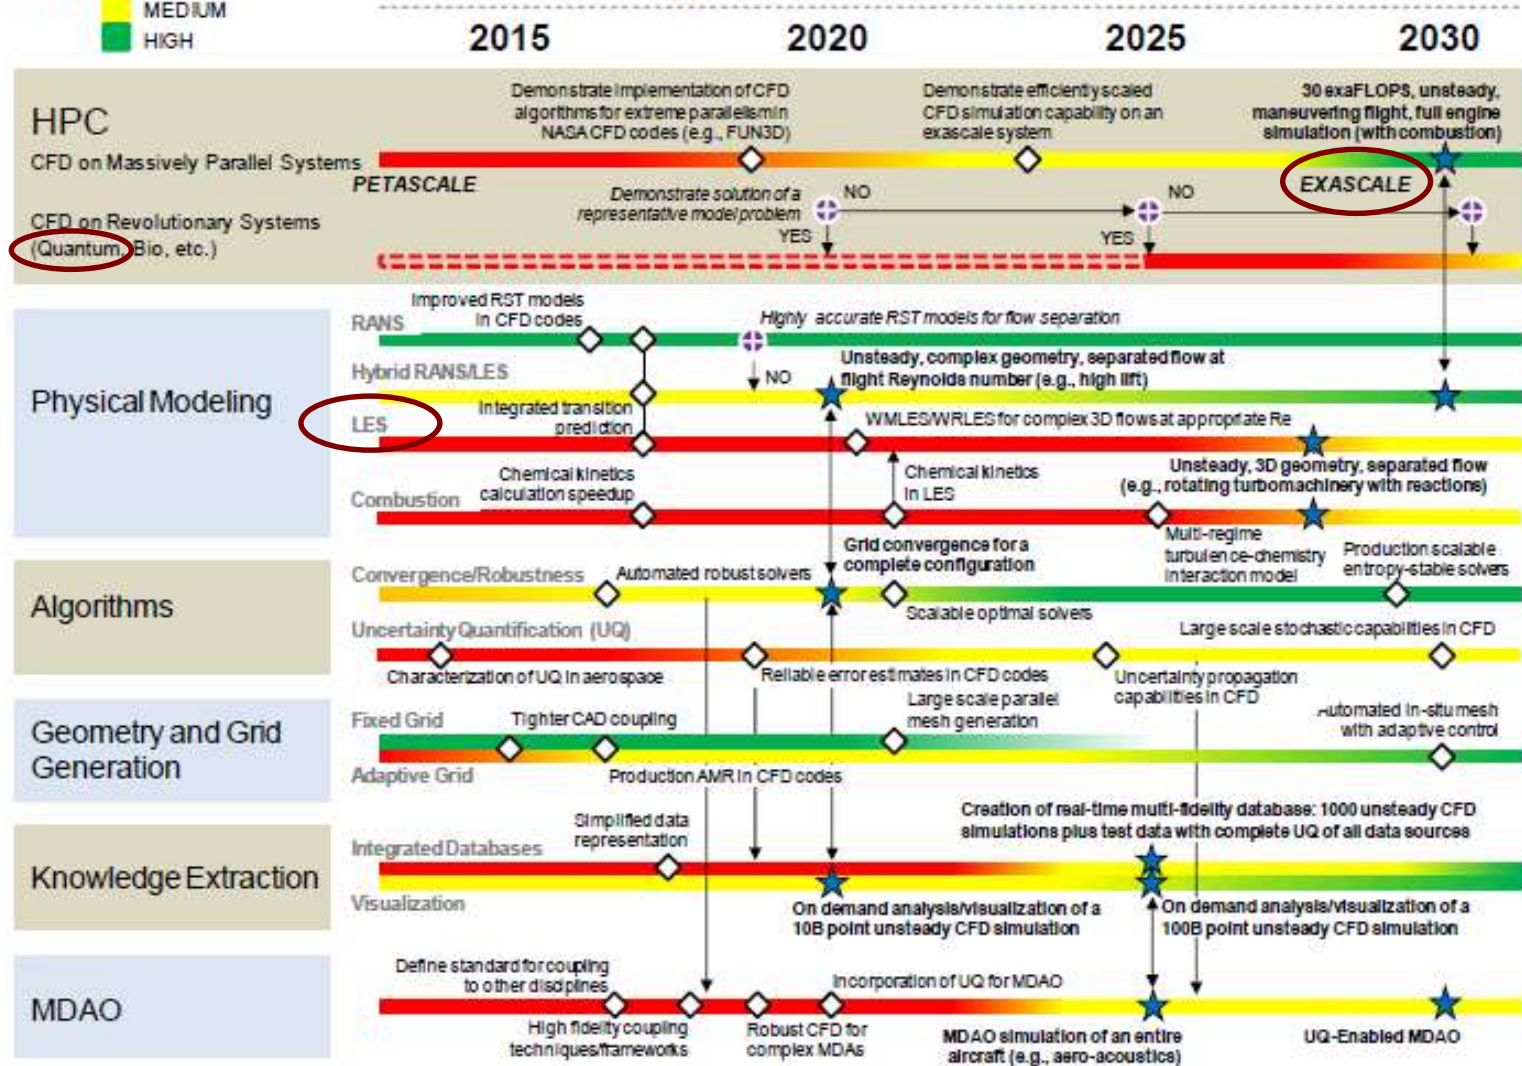 MEDIUM
HIGH
2015
2020
2025
2030
HPC
CFD on Massively Parallel Systems
CFD on Revolutionary Systems
(Quantum, Bio, etc.)
Demonstrate implementation of CFD
algorithms for extreme parallelism in
NASA CFD codes (e.g., FUN3D)
Demonstrate efficiently scaled
CFD simulation capability on an
exascale system
30 exaFLOPS, unsteady,
maneuvering flight, full engine
simulation (with combustion)
PETASCALE
EXASCALE
Demonstrate solution of a
representative model problem
NO
NO
YES
YES
Physical Modeling
RANS
Improved RST models
in CFD codes
Highly accurate RST models for flow separation
Hybrid RANS/LES
NO
Unsteady, complex geometry, separated flow at
flight Reynolds number (e.g., high lift)
LES
Integrated transition
prediction
WMLES/WRLES for complex 3D flows at appropriate Re
Chemical kinetics
calculation speedup
Chemical kinetics
in LES
Unsteady, 3D geometry, separated flow
(e.g., rotating turbomachinery with reactions)
Combustion
Multi-regime
turbulence-chemistry
interaction model
Algorithms
Convergence/Robustness
Automated robust solvers
Grid convergence for a
complete configuration
Production scalable
entropy-stable solvers
Scalable optimal solvers
Uncertainty Quantification (UQ)
Large scale stochastic capabilities in CFD
Characterization of UQ in aerospace
Reliable error estimates in CFD codes
Uncertainty propagation
capabilities in CFD
Geometry and Grid
Generation
Fixed Grid
Tighter CAD coupling
Large scale parallel
mesh generation
Automated in-situ mesh
with adaptive control
Adaptive Grid
Production AMR in CFD codes
Knowledge Extraction
Integrated Databases
Simplified data
representation
Creation of real-time multi-fidelity database: 1000 unsteady CFD
simulations plus test data with complete UQ of all data sources
Visualization
On demand analysis/visualization of a
10B point unsteady CFD simulation
On demand analysis/visualization of a
100B point unsteady CFD simulation
MDAO
Define standard for coupling
to other disciplines
Incorporation of UQ for MDAO
High fidelity coupling
techniques/frameworks
Robust CFD for
complex MDAs
MDAO simulation of an entire
aircraft (e.g., aero-acoustics)
UQ-Enabled MDAO